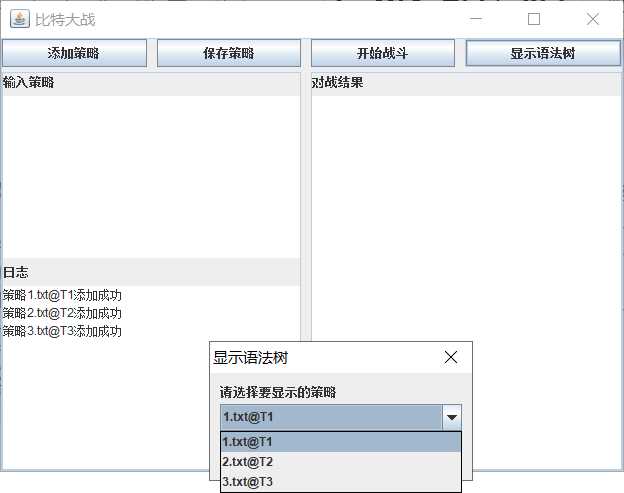 比特大战
添加策略 保存策略 开始战斗 显示语法树
输入策略
对战结果
日志
策略1.txt@T1添加成功
策略2.txt@T2添加成功
策略3.txt@T3添加成功
显示语法树
请选择要显示的策略
1.txt@T1
1.txt@T1
2.txt@T2
3.txt@T3